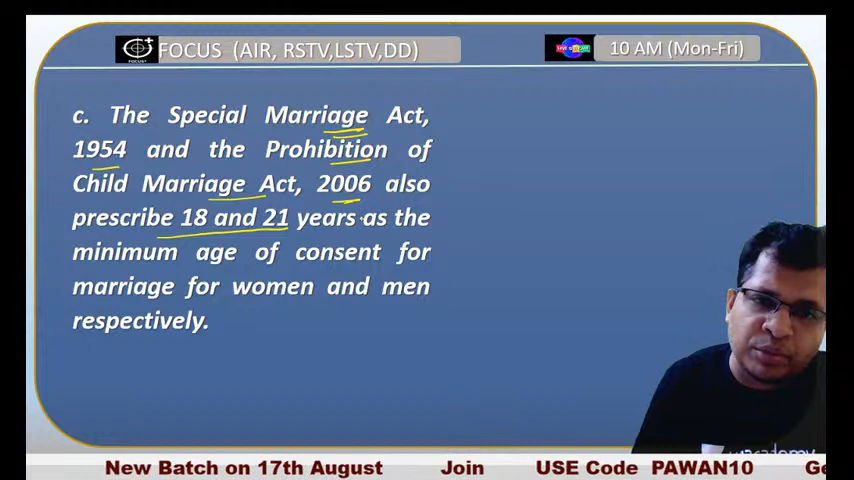 FOCUS (AIR, RSTV,LSTV,DD)
10 AM (Mon-Fri)
c. The Special Marriage Act,
1954 and the Prohibition of
Child Marriage Act, 2006 also
prescribe 18 and 21 years as the
minimum age of consent for
marriage for women and men
respectively.
New Batch on 17th August Join USE Code PAWAN10 Ge